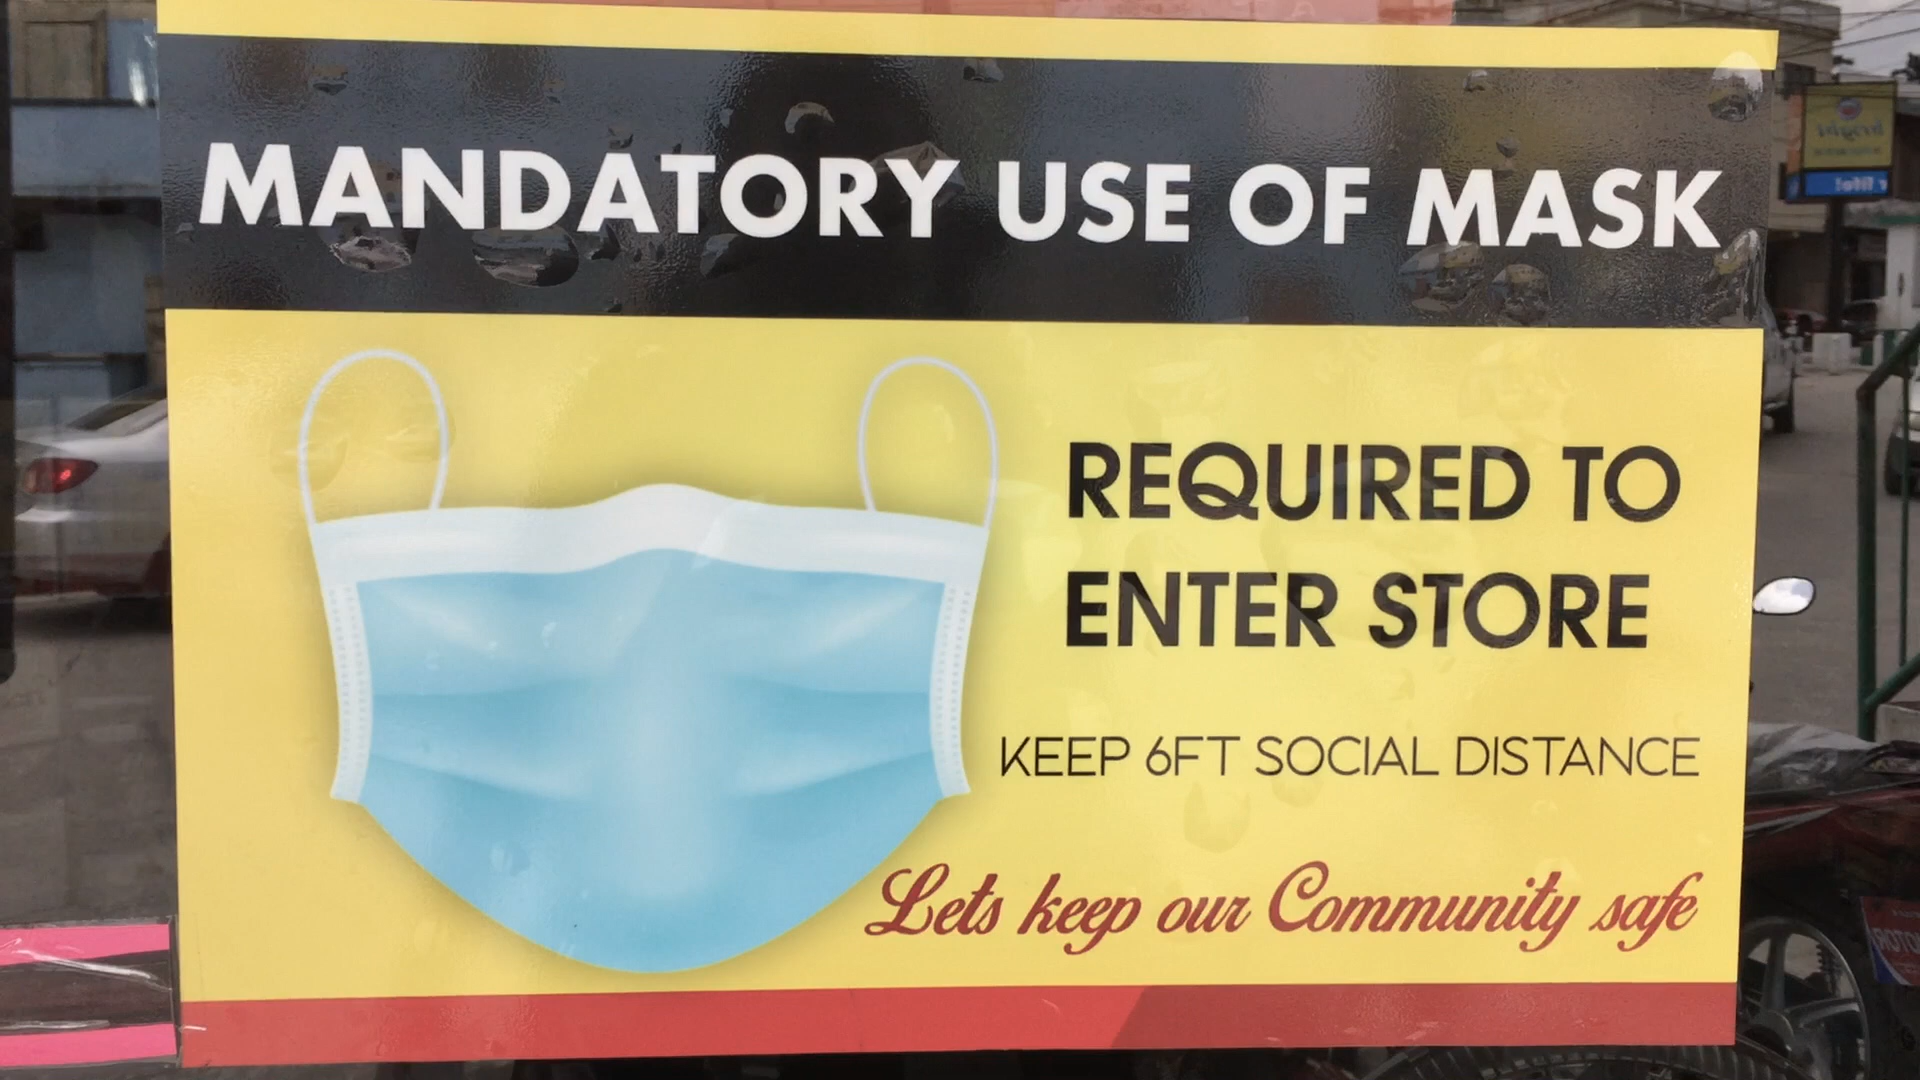 MANDATORY USE OF MASK
REQUIRED TO
ENTER STORE
KEEP 6FT SOCIAL DISTANCE
Lets keep our Community safe